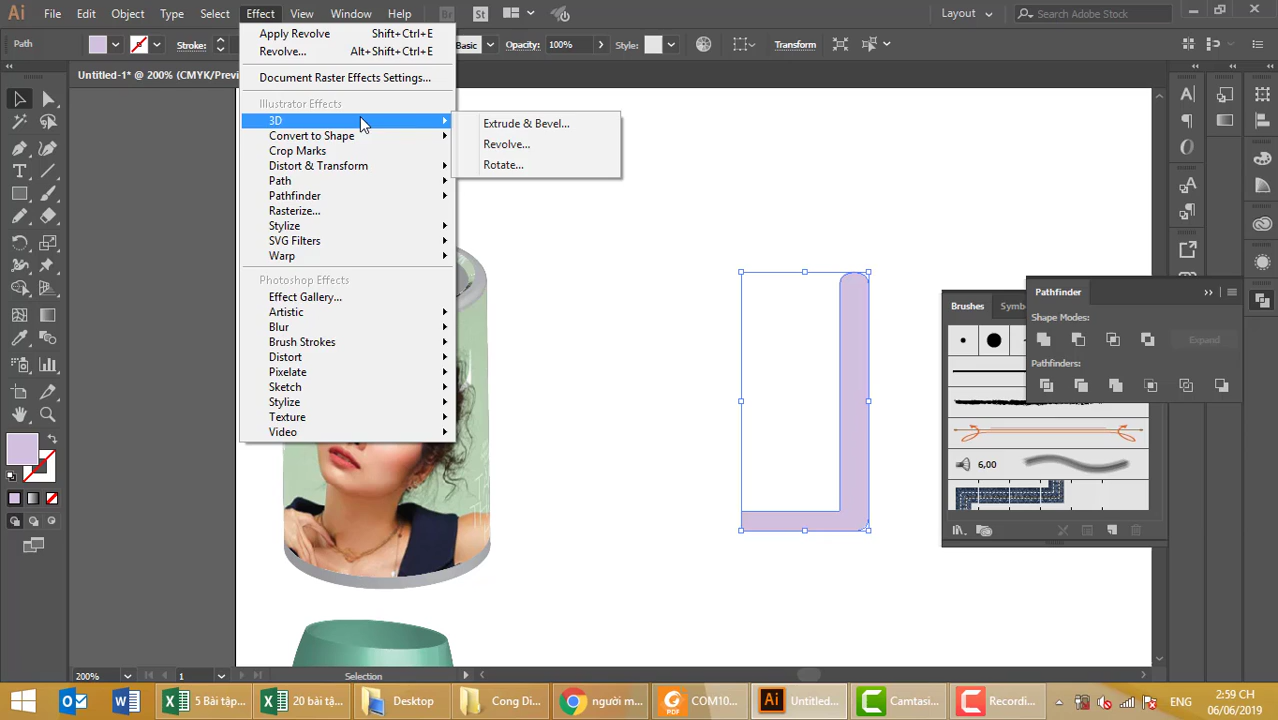 Ai File Edit Object Type Select Effect View Window Help Br St Layout Search Adobe Stock
Path Stroke: Basic Opacity: 100% Style: Transform
Untitled-1* @ 200% (CMYK/Previ
Apply Revolve Shift+Ctrl+E
Revolve... Alt+Shift+Ctrl+E
Document Raster Effects Settings...
Illustrator Effects
3D
Convert to Shape
Crop Marks
Distort & Transform
Path
Pathfinder
Rasterize...
Stylize
SVG Filters
Warp
Photoshop Effects
Effect Gallery...
Artistic
Blur
Brush Strokes
Distort
Pixelate
Sketch
Stylize
Texture
Video
Extrude & Bevel...
Revolve...
Rotate...
Brushes Symbo
6,00
Pathfinder
Shape Modes:
Expand
Pathfinders:
200% 1 Selection
5 Bài tập... 20 bài tập... Desktop Cong Di... người m... COM10... Untitled... Camtasi... Recordi... CH 2:59 CH
06/06/2019